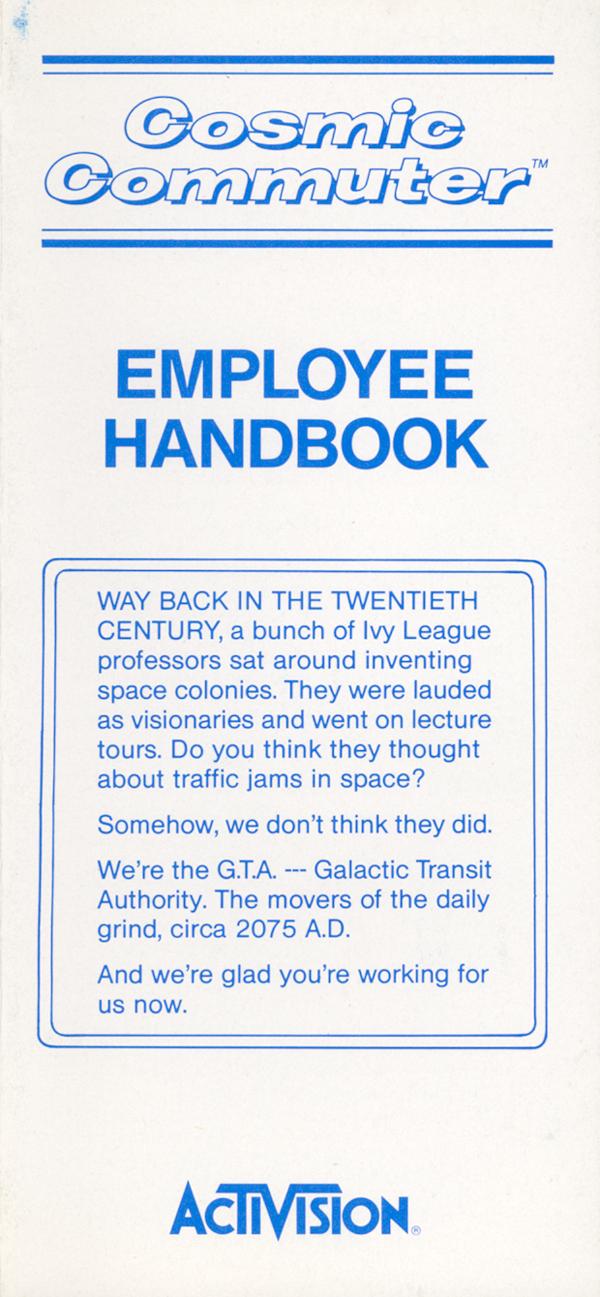 Cosmic
Commuter™
EMPLOYEE
HANDBOOK
WAY BACK IN THE TWENTIETH
CENTURY, a bunch of Ivy League
professors sat around inventing
space colonies. They were lauded
as visionaries and went on lecture
tours. Do you think they thought
about traffic jams in space?
Somehow, we don't think they did.
We're the G.T.A. --- Galactic Transit
Authority. The movers of the daily
grind, circa 2075 A.D.
And we're glad you're working for
us now.
ACTIVISION®